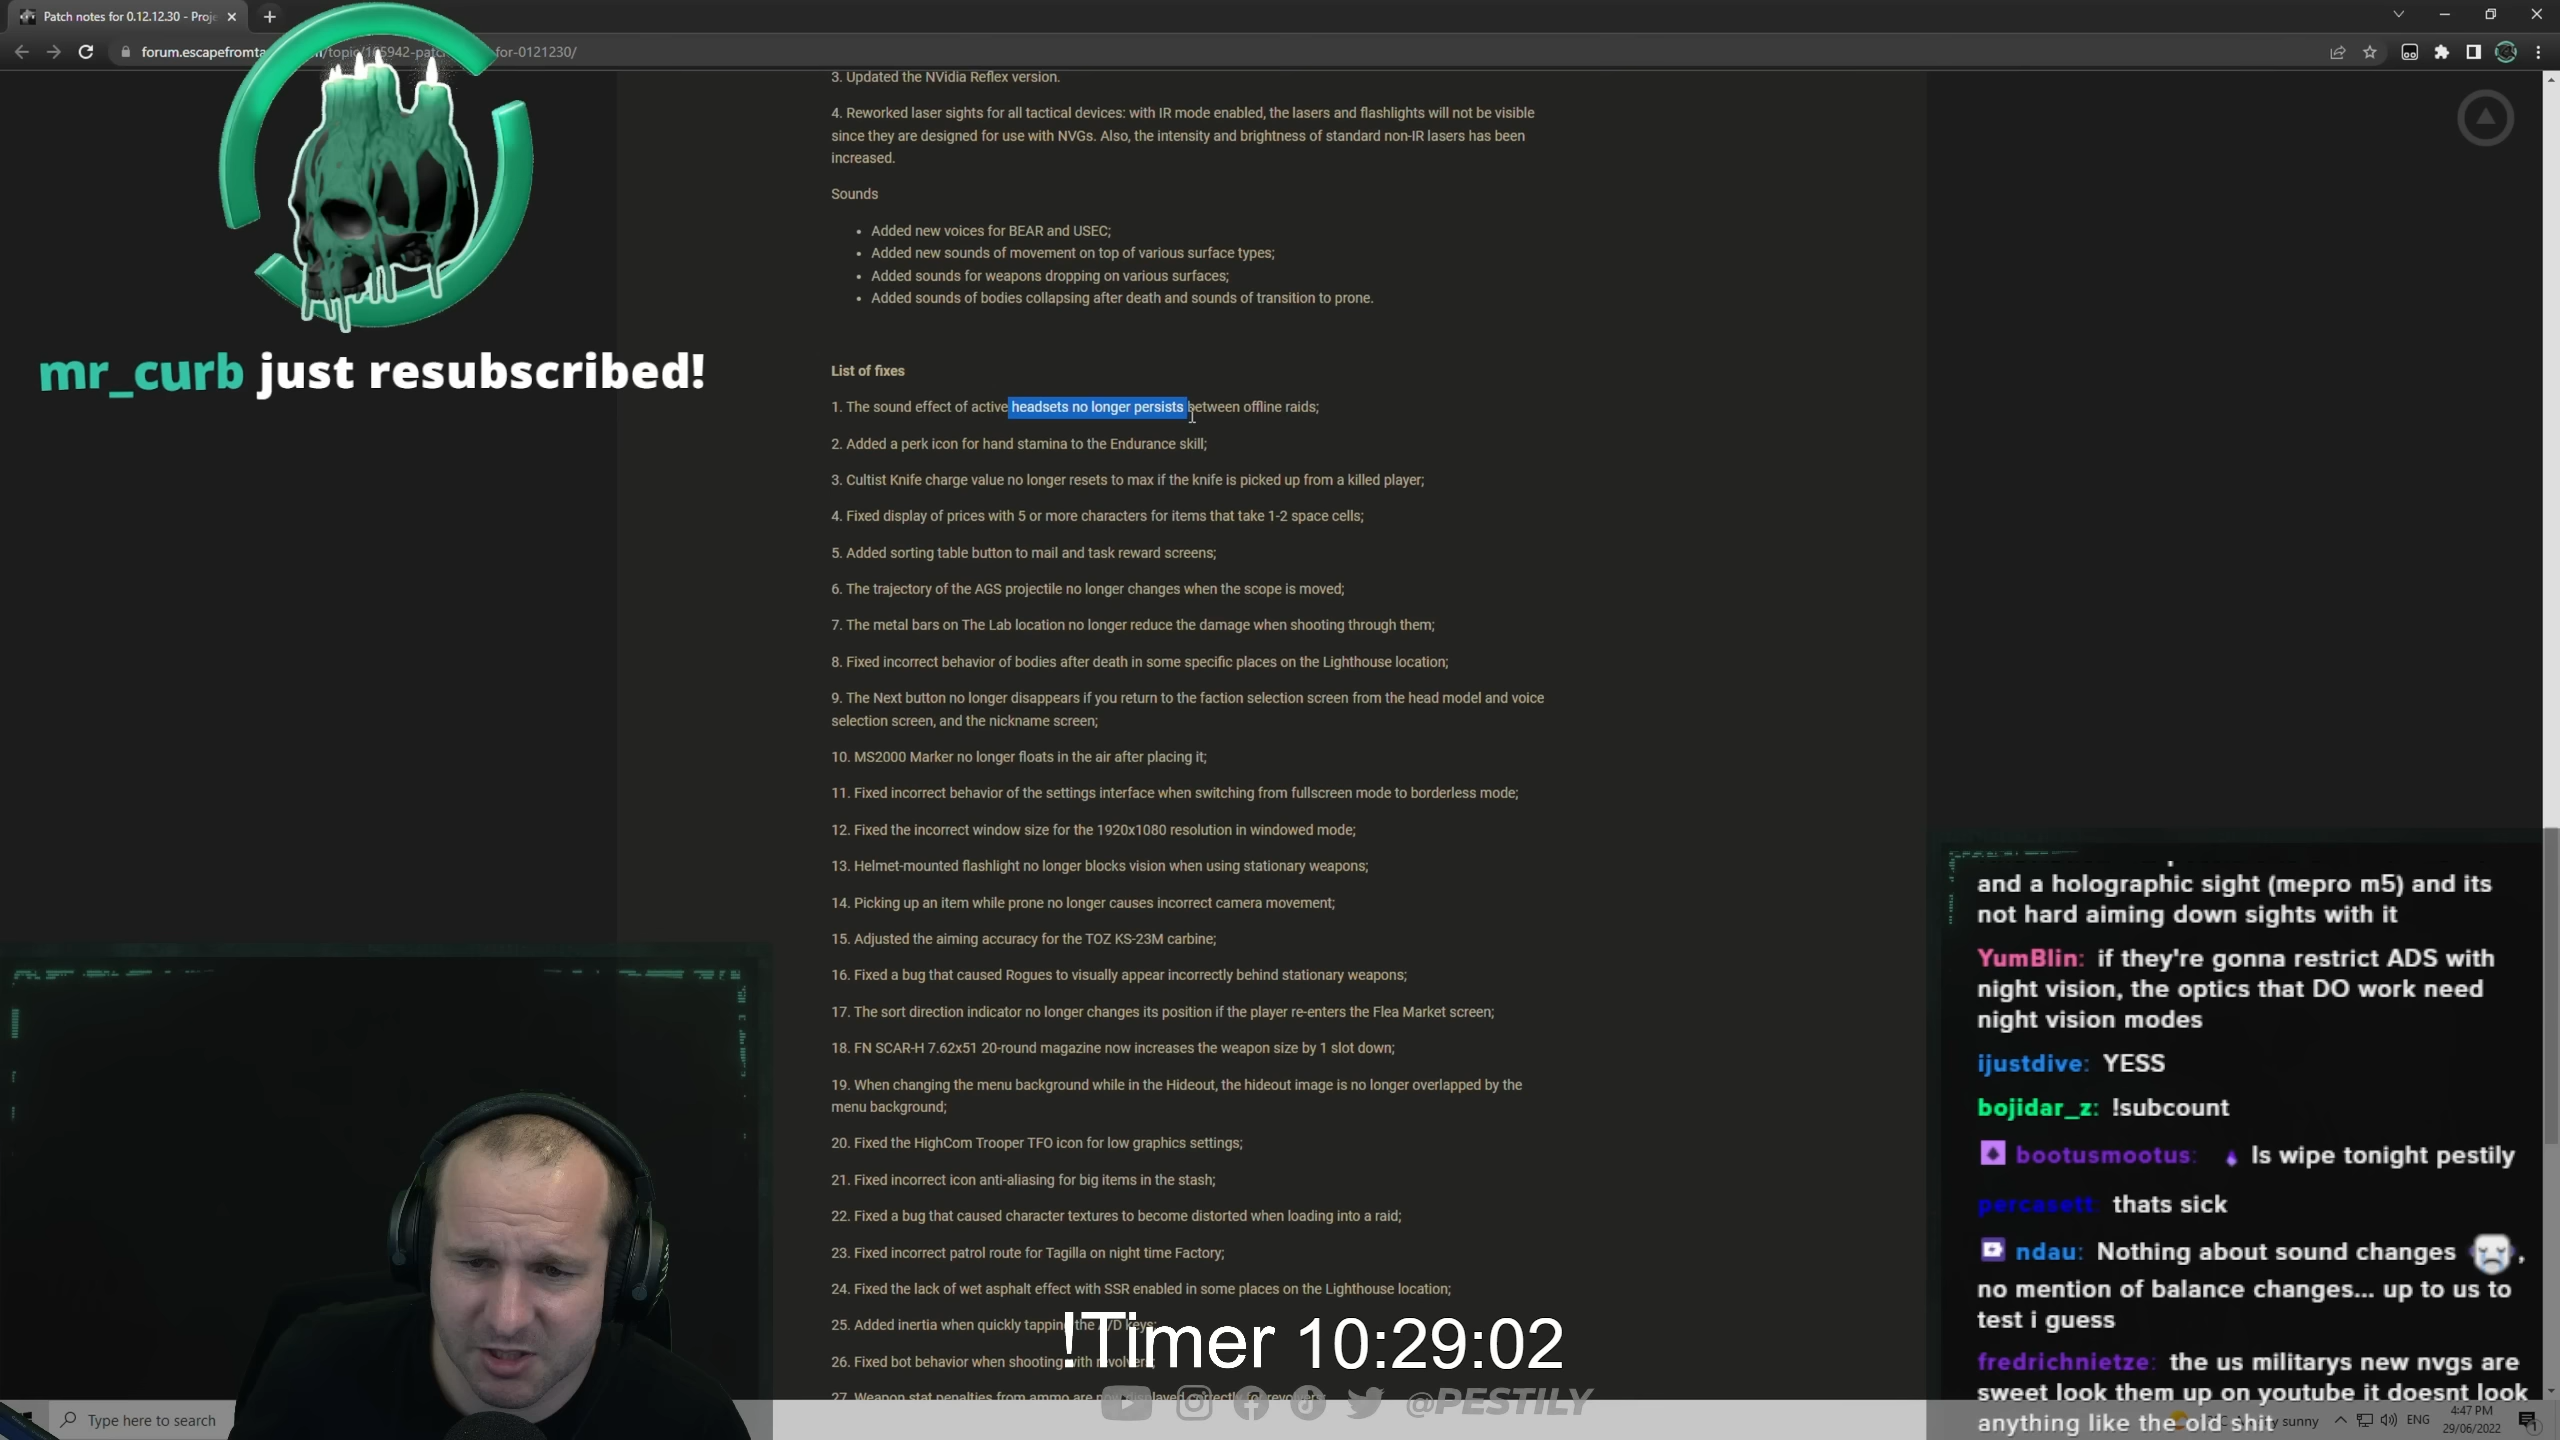 Patch notes for 0.12.12.30 - Proje
forum.escapefromta
/topic/
for-0121230/
3. Updated the NVidia Reflex version.
4. Reworked laser sights for all tactical devices: with IR mode enabled, the lasers and flashlights will not be visible
since they are designed for use with NVGs. Also, the intensity and brightness of standard non-IR lasers has been
increased.
Sounds
• Added new voices for BEAR and USEC;
• Added new sounds of movement on top of various surface types;
• Added sounds for weapons dropping on various surfaces;
• Added sounds of bodies collapsing after death and sounds of transition to prone.
mr_curb just resubscribed!
List of fixes
1. The sound effect of active headsets no longer persists between offline raids;
2. Added a perk icon for hand stamina to the Endurance skill;
3. Cultist Knife charge value no longer resets to max if the knife is picked up from a killed player;
4. Fixed display of prices with 5 or more characters for items that take 1-2 space cells;
5. Added sorting table button to mail and task reward screens;
6. The trajectory of the AGS projectile no longer changes when the scope is moved;
7. The metal bars on The Lab location no longer reduce the damage when shooting through them;
8. Fixed incorrect behavior of bodies after death in some specific places on the Lighthouse location;
9. The Next button no longer disappears if you return to the faction selection screen from the head model and voice
selection screen, and the nickname screen;
10. MS2000 Marker no longer floats in the air after placing it;
11. Fixed incorrect behavior of the settings interface when switching from fullscreen mode to borderless mode;
12. Fixed the incorrect window size for the 1920x1080 resolution in windowed mode;
13. Helmet-mounted flashlight no longer blocks vision when using stationary weapons;
14. Picking up an item while prone no longer causes incorrect camera movement;
15. Adjusted the aiming accuracy for the TOZ KS-23M carbine;
16. Fixed a bug that caused Rogues to visually appear incorrectly behind stationary weapons;
17. The sort direction indicator no longer changes its position if the player re-enters the Flea Market screen;
18. FN SCAR-H 7.62x51 20-round magazine now increases the weapon size by 1 slot down;
19. When changing the menu background while in the Hideout, the hideout image is no longer overlapped by the
menu background;
20. Fixed the HighCom Trooper TFO icon for low graphics settings;
21. Fixed incorrect icon anti-aliasing for big items in the stash;
22. Fixed a bug that caused character textures to become distorted when loading into a raid;
23. Fixed incorrect patrol route for Tagilla on night time Factory;
24. Fixed the lack of wet asphalt effect with SSR enabled in some places on the Lighthouse location;
25. Added inertia when quickly tapping the A/D keys;
26. Fixed bot behavior when shooting with revolvers;
27. Weapon stat penalties from ammo are now displayed correctly for revolvers;
!Timer 10:29:02
@PESTILY
and a holographic sight (mepro m5) and its
not hard aiming down sights with it
YumBlin: if they're gonna restrict ADS with
night vision, the optics that DO work need
night vision modes
ijustdive: YESS
bojidar_z: !subcount
bootusmootus: Is wipe tonight pestily
percasett: thats sick
ndau: Nothing about sound changes ,
no mention of balance changes... up to us to
test i guess
fredrichnietze: the us militarys new nvgs are
sweet look them up on youtube it doesnt look
anything like the old shit
Type here to search
sunny
ENG
4:47 PM
29/06/2022